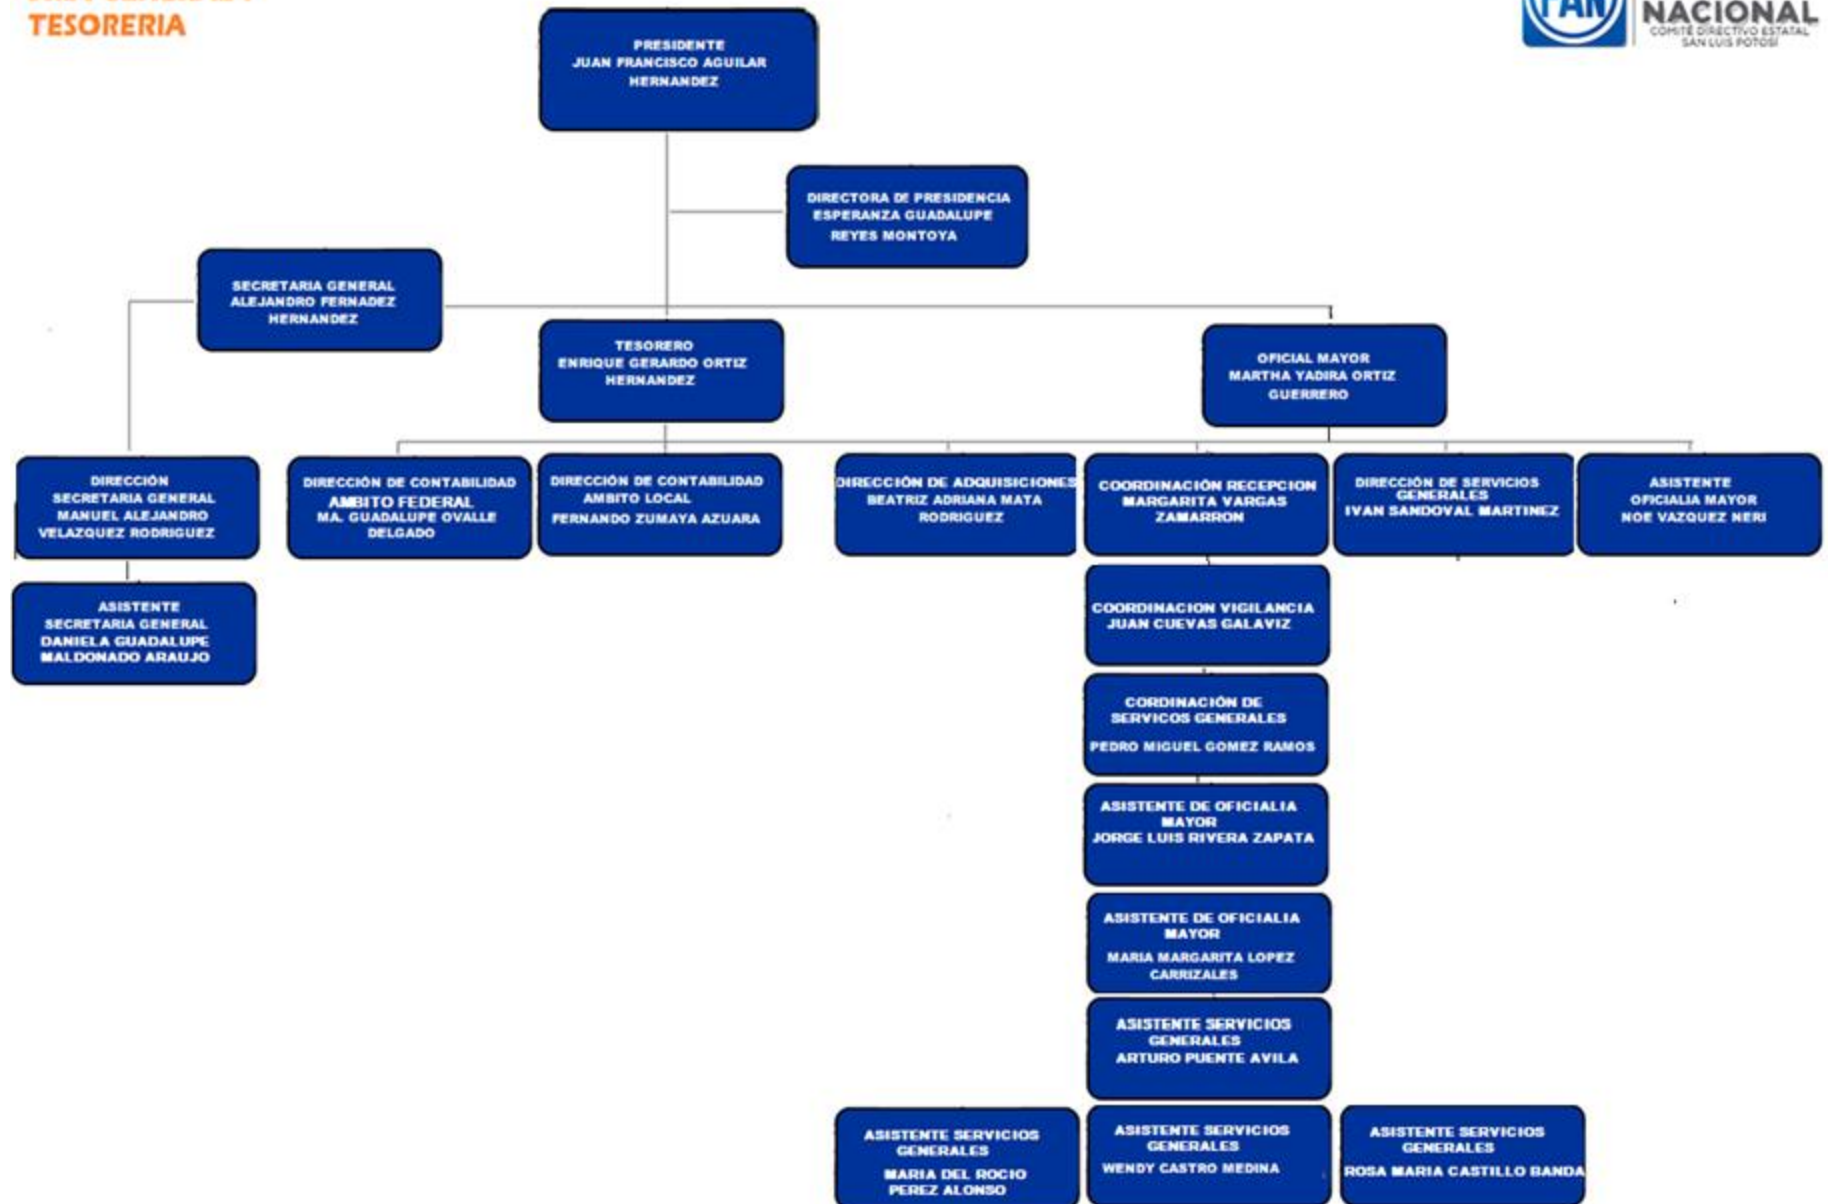 TESORERIA
PAN
NACIONAL
COMITÉ DIRECTIVO ESTATAL
SAN LUIS POTOSÍ
PRESIDENTE
JUAN FRANCISCO AGUILAR
HERNANDEZ
DIRECTORA DE PRESIDENCIA
ESPERANZA GUADALUPE
REYES MONTOYA
SECRETARIA GENERAL
ALEJANDRO FERNADEZ
HERNANDEZ
TESORERO
ENRIQUE GERARDO ORTIZ
HERNANDEZ
OFICIAL MAYOR
MARTHA YADIRA ORTIZ
GUERRERO
DIRECCIÓN
SECRETARIA GENERAL
MANUEL ALEJANDRO
VELAZQUEZ RODRIGUEZ
DIRECCIÓN DE CONTABILIDAD
AMBITO FEDERAL
MA. GUADALUPE OVALLE
DELGADO
DIRECCIÓN DE CONTABILIDAD
AMBITO LOCAL
FERNANDO ZUMAYA AZUARA
DIRECCIÓN DE ADQUISICIONES
BEATRIZ ADRIANA MATA
RODRIGUEZ
COORDINACIÓN RECEPCION
MARGARITA VARGAS
ZAMARRON
DIRECCIÓN DE SERVICIOS
GENERALES
IVAN SANDOVAL MARTINEZ
ASISTENTE
OFICIALIA MAYOR
NOE VAZQUEZ NERI
ASISTENTE
SECRETARIA GENERAL
DANIELA GUADALUPE
MALDONADO ARAUJO
COORDINACION VIGILANCIA
JUAN CUEVAS GALAVIZ
CORDINACIÓN DE
SERVICOS GENERALES
PEDRO MIGUEL GOMEZ RAMOS
ASISTENTE DE OFICIALIA
MAYOR
JORGE LUIS RIVERA ZAPATA
ASISTENTE DE OFICIALIA
MAYOR
MARIA MARGARITA LOPEZ
CARRIZALES
ASISTENTE SERVICIOS
GENERALES
ARTURO PUENTE AVILA
ASISTENTE SERVICIOS
GENERALES
MARIA DEL ROCIO
PEREZ ALONSO
ASISTENTE SERVICIOS
GENERALES
WENDY CASTRO MEDINA
ASISTENTE SERVICIOS
GENERALES
ROSA MARIA CASTILLO BANDA